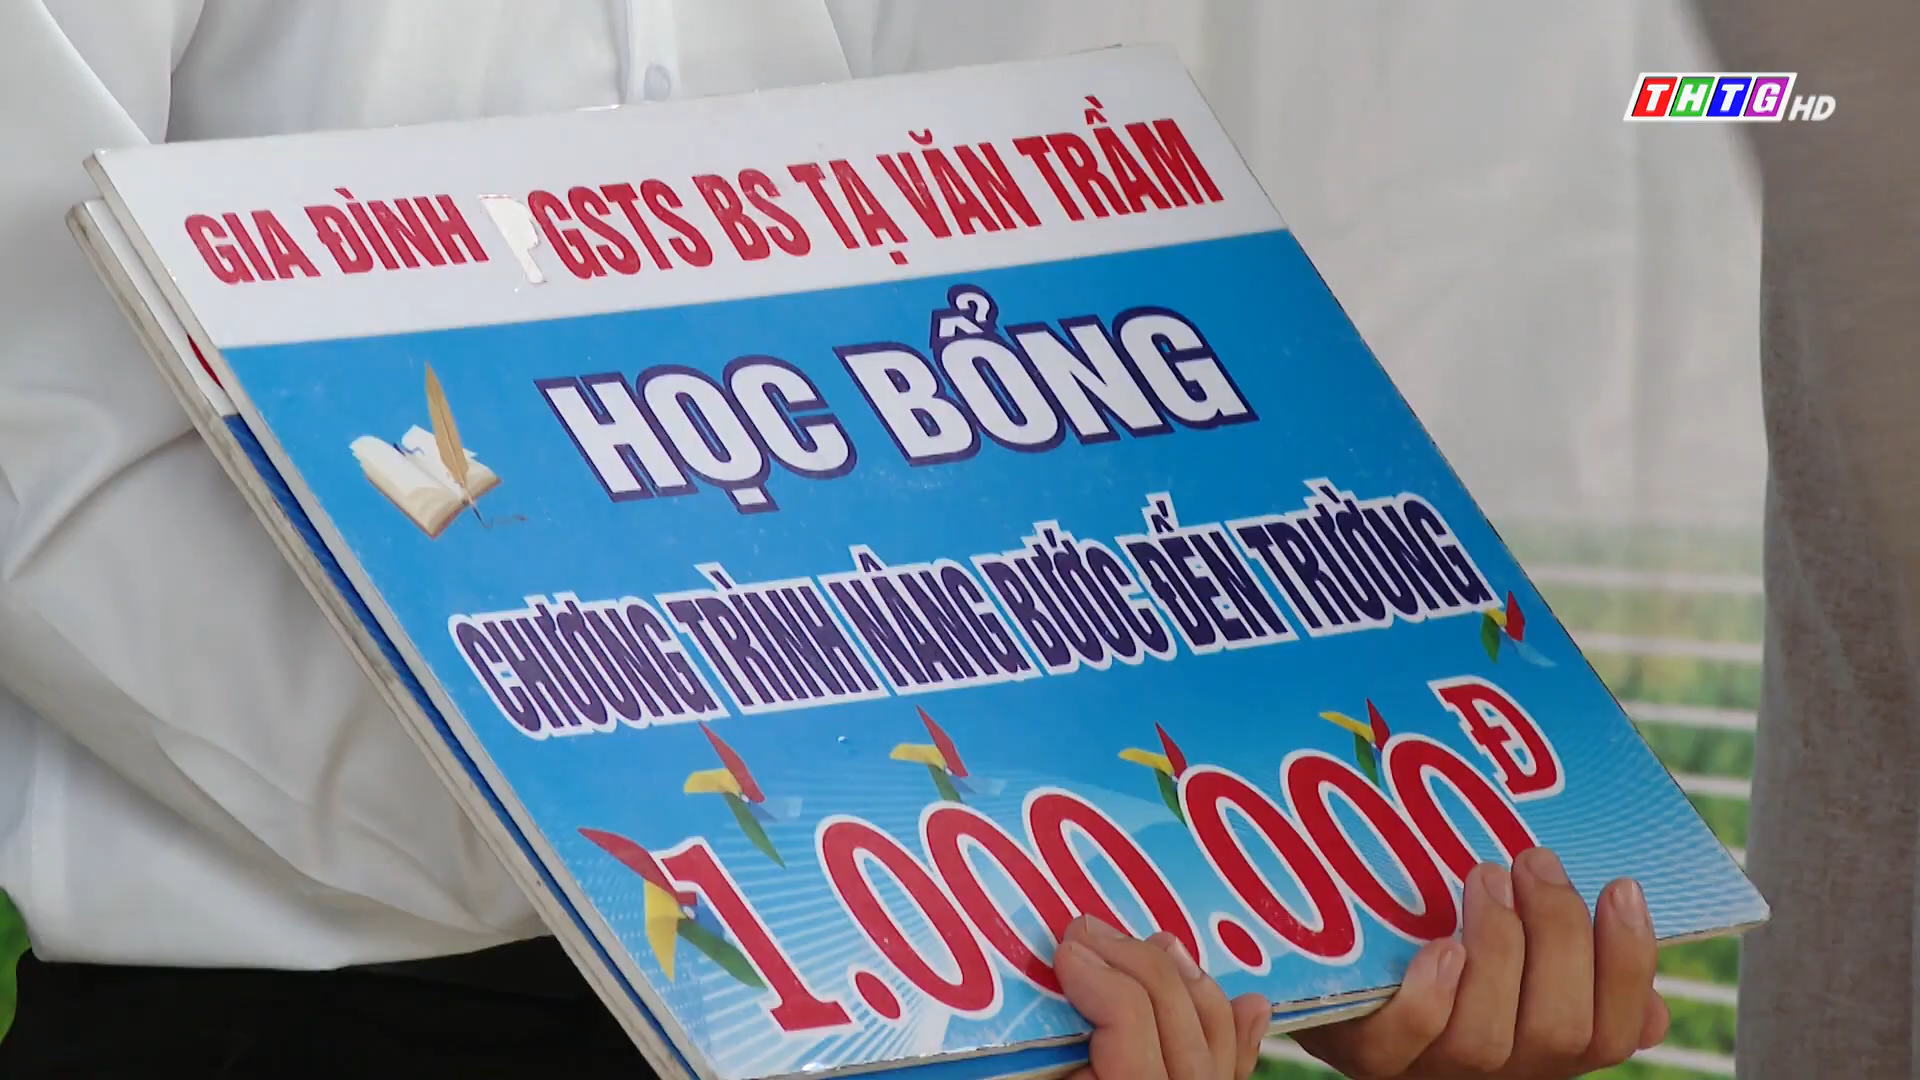 THTG HD
GIA ĐÌNH PGSTS BS TẠ VĂN TRẦM
HỌC BỔNG
CHƯƠNG TRÌNH NÂNG BƯỚC ĐẾN TRƯỜNG
1.000.000Đ